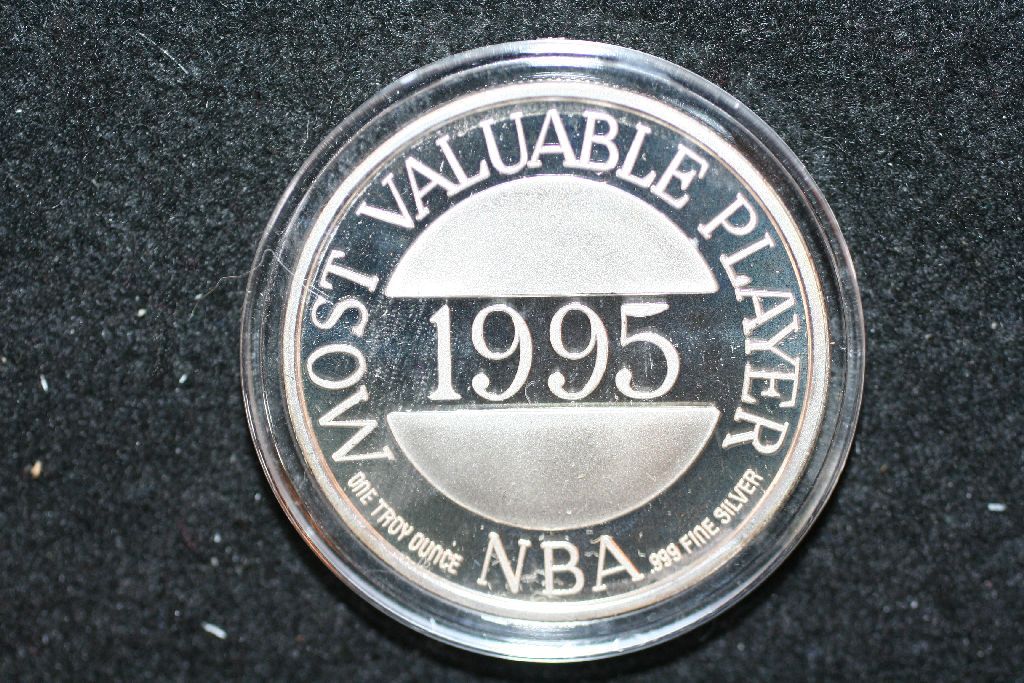 MOST VALUABLE PLAYER
1995
ONE TROY OUNCE
NBA
.999 FINE SILVER